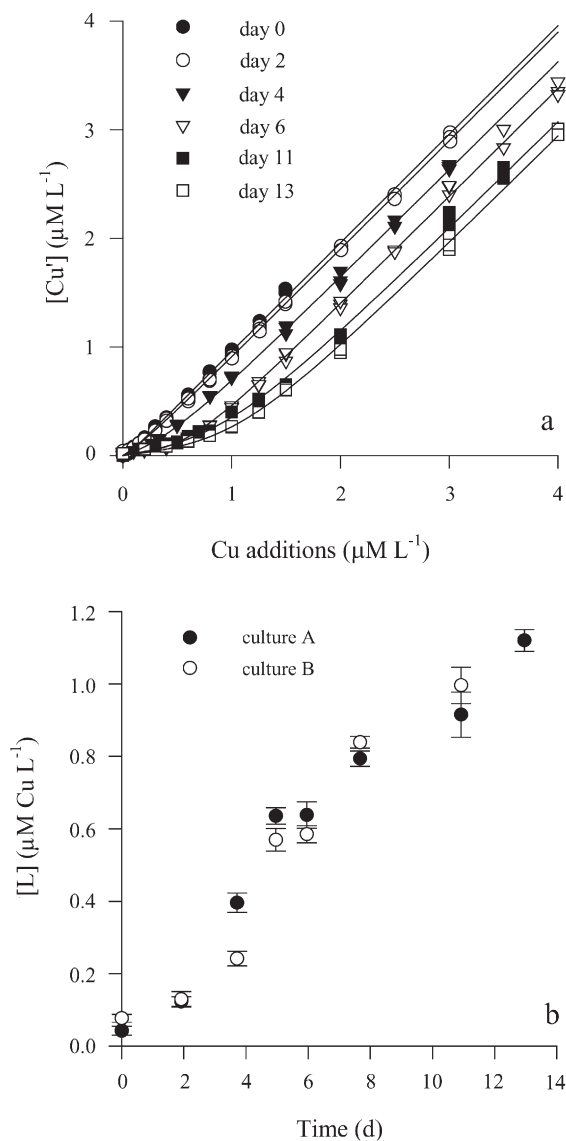 4
3
2
1
0
[Cu'] (µM L⁻¹)
day 0
day 2
day 4
day 6
day 11
day 13
a
0 1 2 3 4
Cu additions (µM L⁻¹)
1.2
1.0
0.8
0.6
0.4
0.2
0.0
[L] (µM Cu L⁻¹)
culture A
culture B
b
0 2 4 6 8 10 12 14
Time (d)